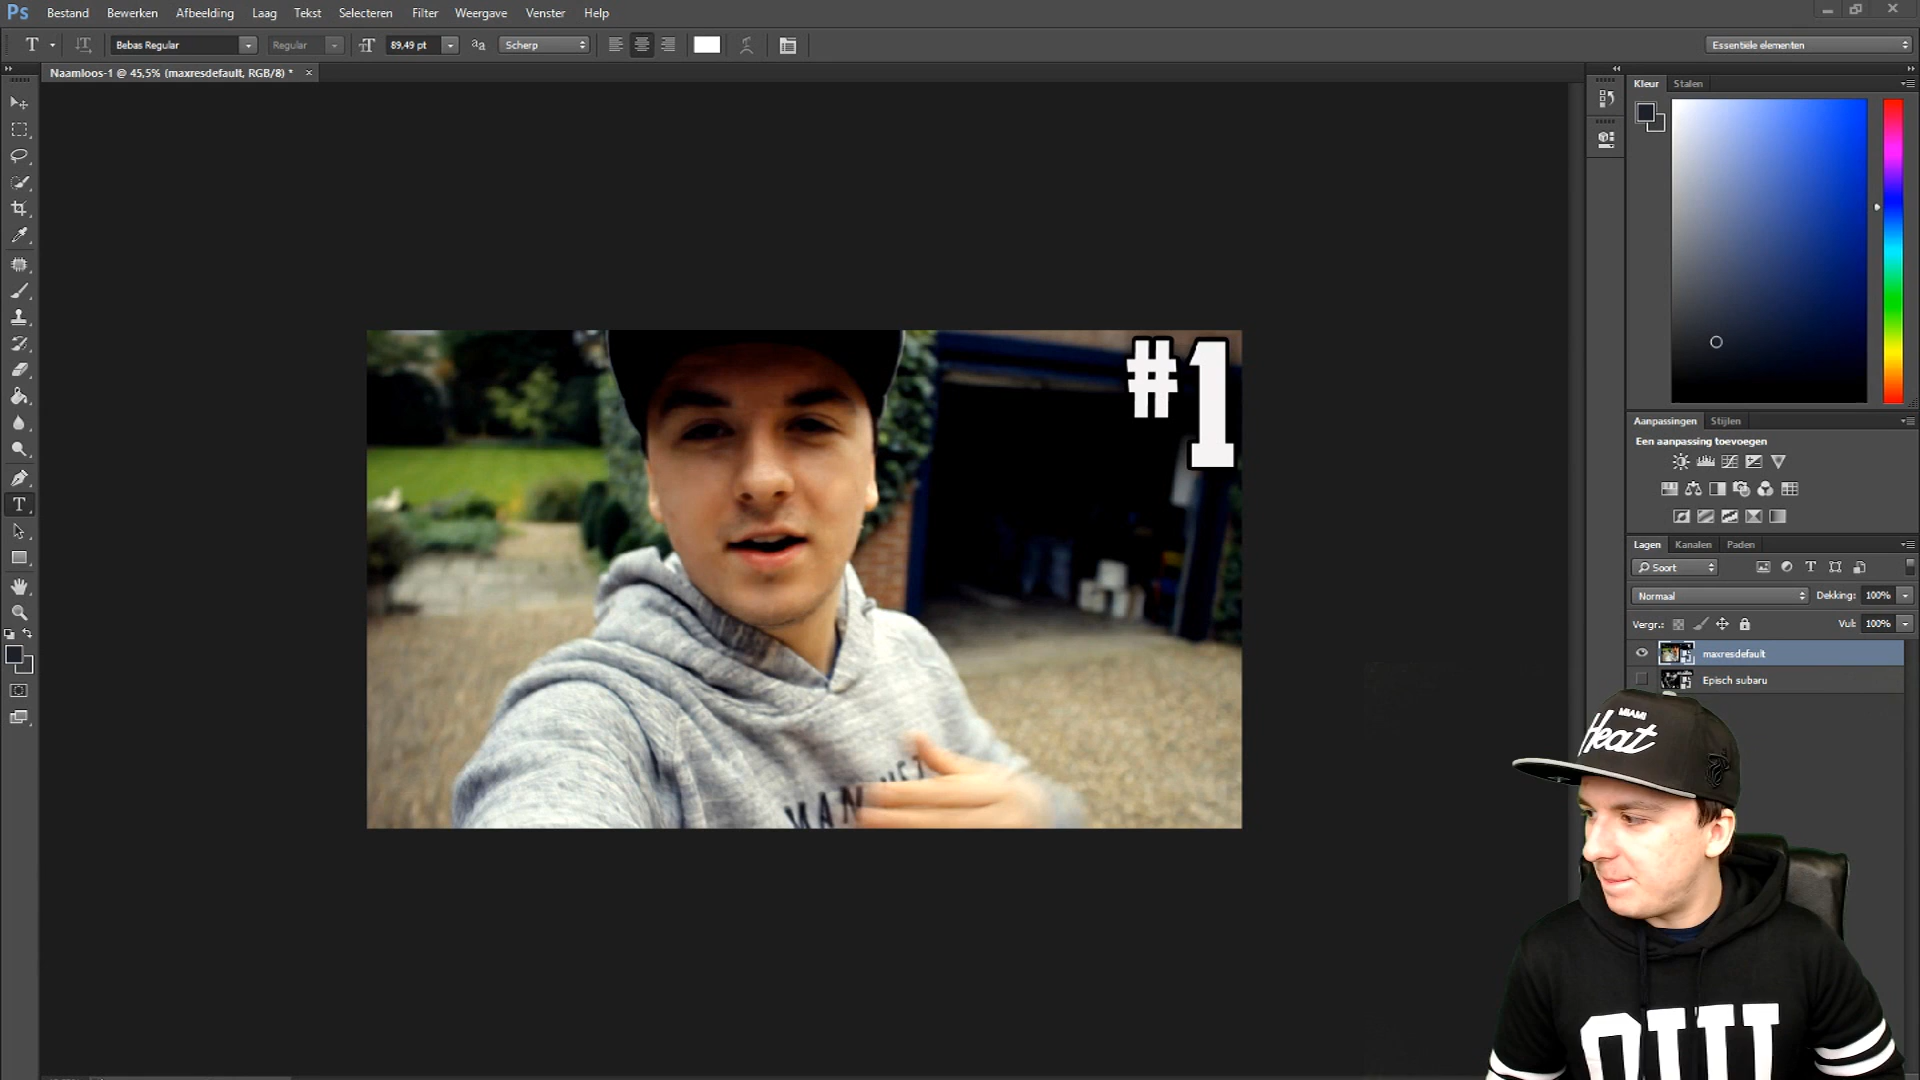 Ps Bestand Bewerken Afbeelding Laag Tekst Selecteren Filter Weergave Venster Help
T Bebas Regular Regular 89,49 pt aa Scherp Essentiële elementen
Naamloos-1 @ 45,5% (maxresdefault, RGB/8) * ×
Kleur Stalen
#1
Aanpassingen Stijlen
Een aanpassing toevoegen
Lagen Kanalen Paden
Soort
Normaal Dekking: 100%
Vergr.: Vul: 100%
maxresdefault
Episch subaru
MIAMI
Heat